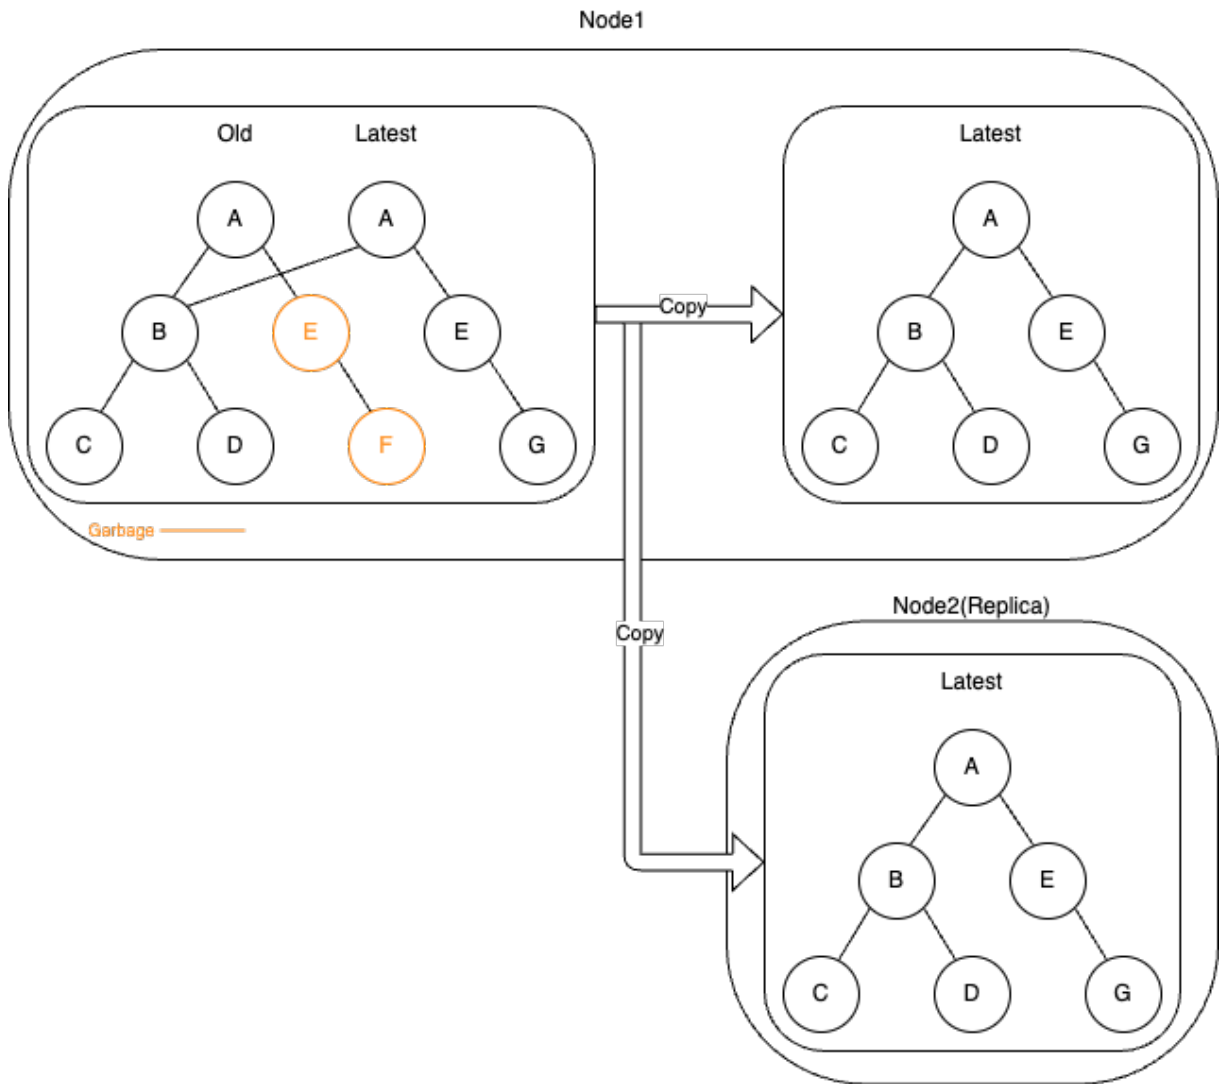 Node1
Old Latest
A A
B E E
C D F G
Garbage
Copy
Latest
A
B E
C D G
Copy
Node2(Replica)
Latest
A
B E
C D G